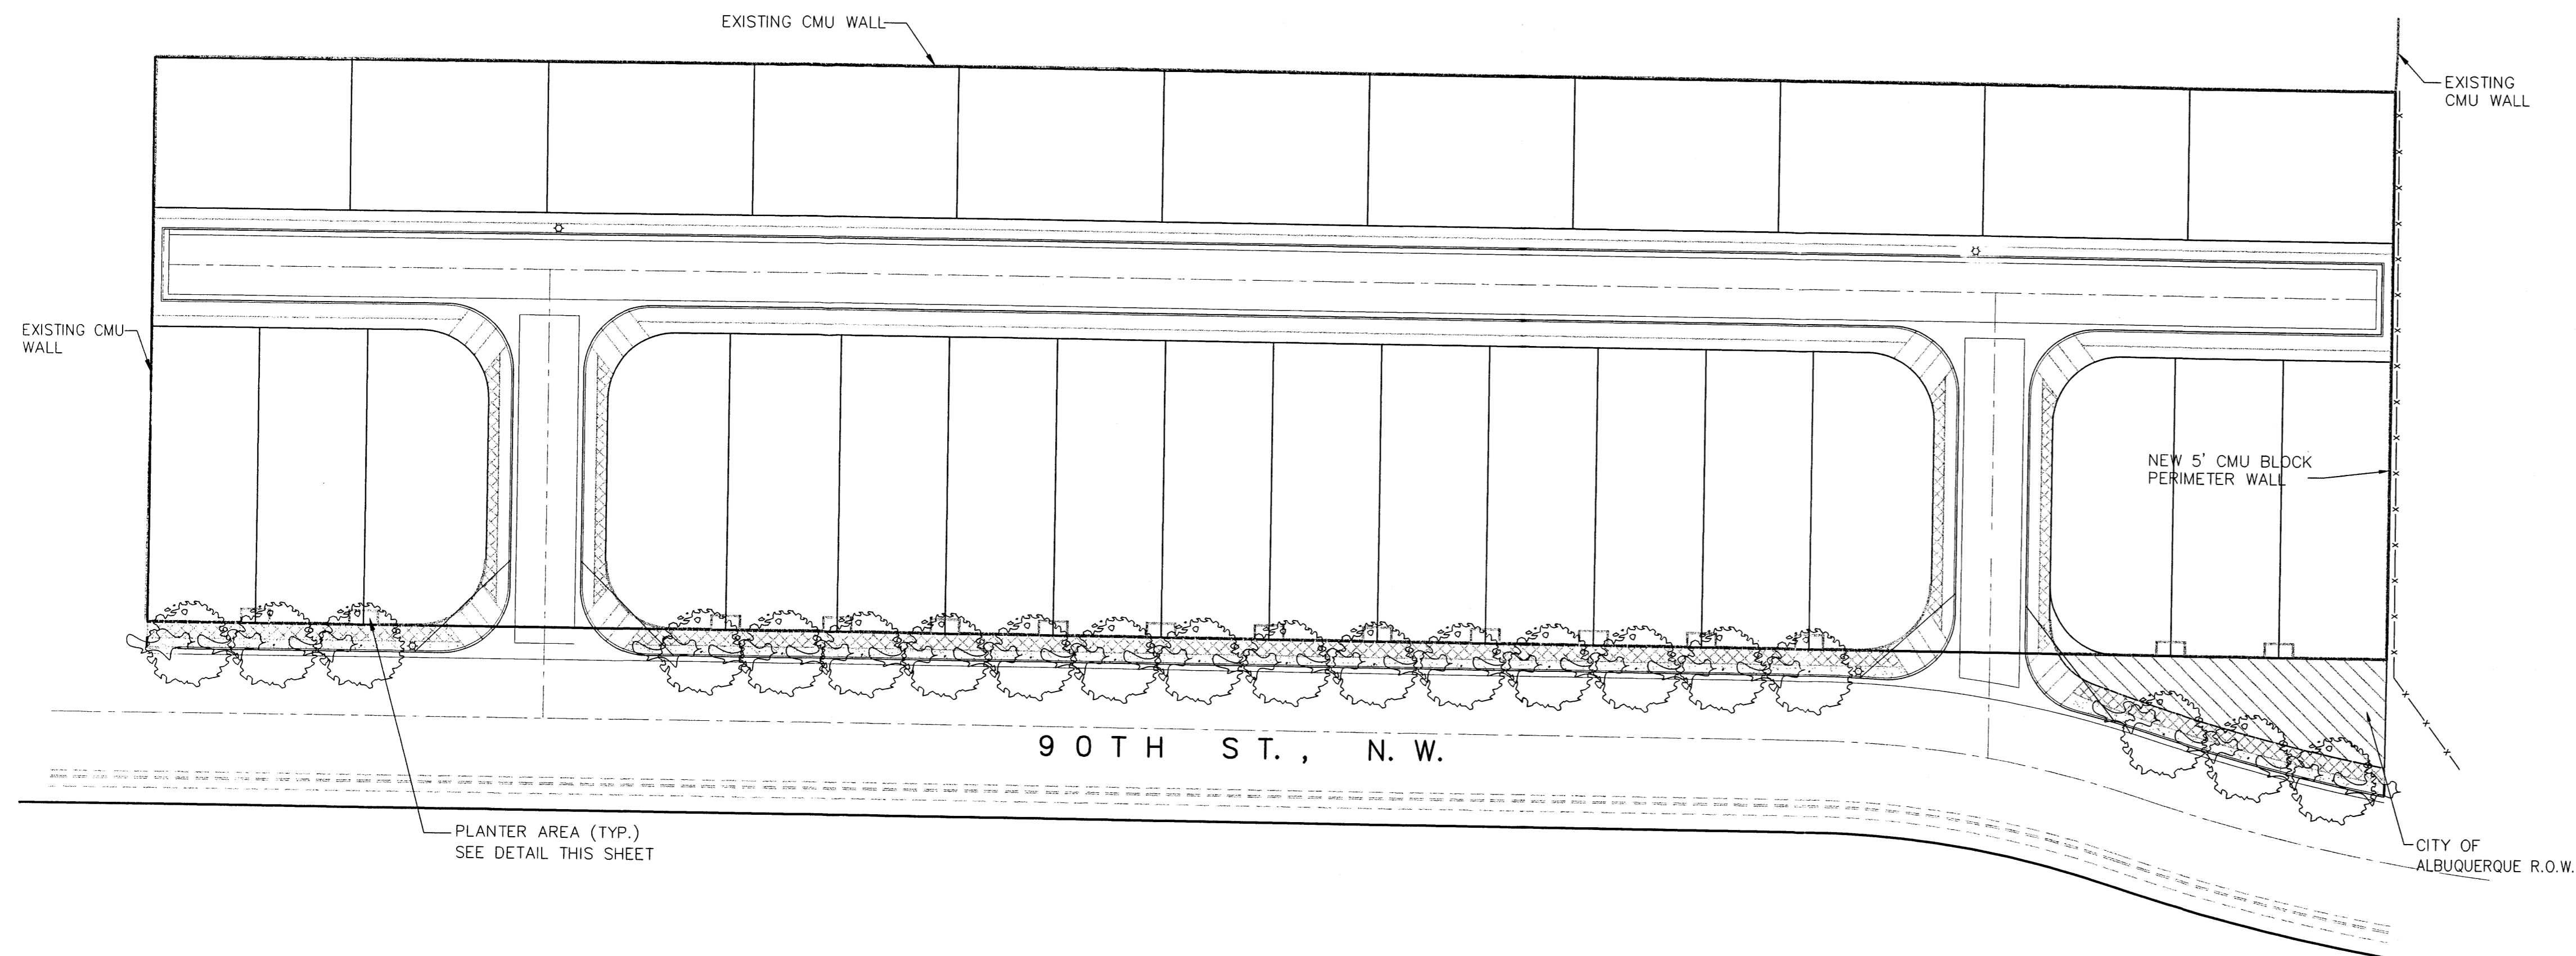 EXISTING CMU WALL
EXISTING
CMU WALL
EXISTING CMU
WALL
NEW 5' CMU BLOCK
PERIMETER WALL
90TH ST., N.W.
PLANTER AREA (TYP.)
SEE DETAIL THIS SHEET
CITY OF
ALBUQUERQUE R.O.W.